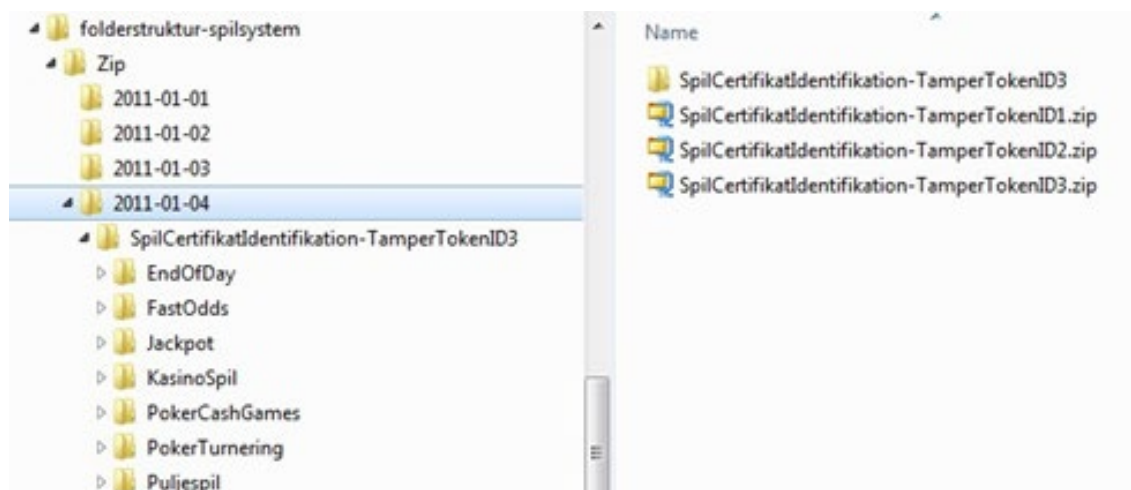 folderstruktur-spilsystem
Zip
2011-01-01
2011-01-02
2011-01-03
2011-01-04
SpilCertifikatIdentifikation-TamperTokenID3
EndOfDay
FastOdds
Jackpot
KasinoSpil
PokerCashGames
PokerTurnering
Puljespil
Name
SpilCertifikatIdentifikation-TamperTokenID3
SpilCertifikatIdentifikation-TamperTokenID1.zip
SpilCertifikatIdentifikation-TamperTokenID2.zip
SpilCertifikatIdentifikation-TamperTokenID3.zip